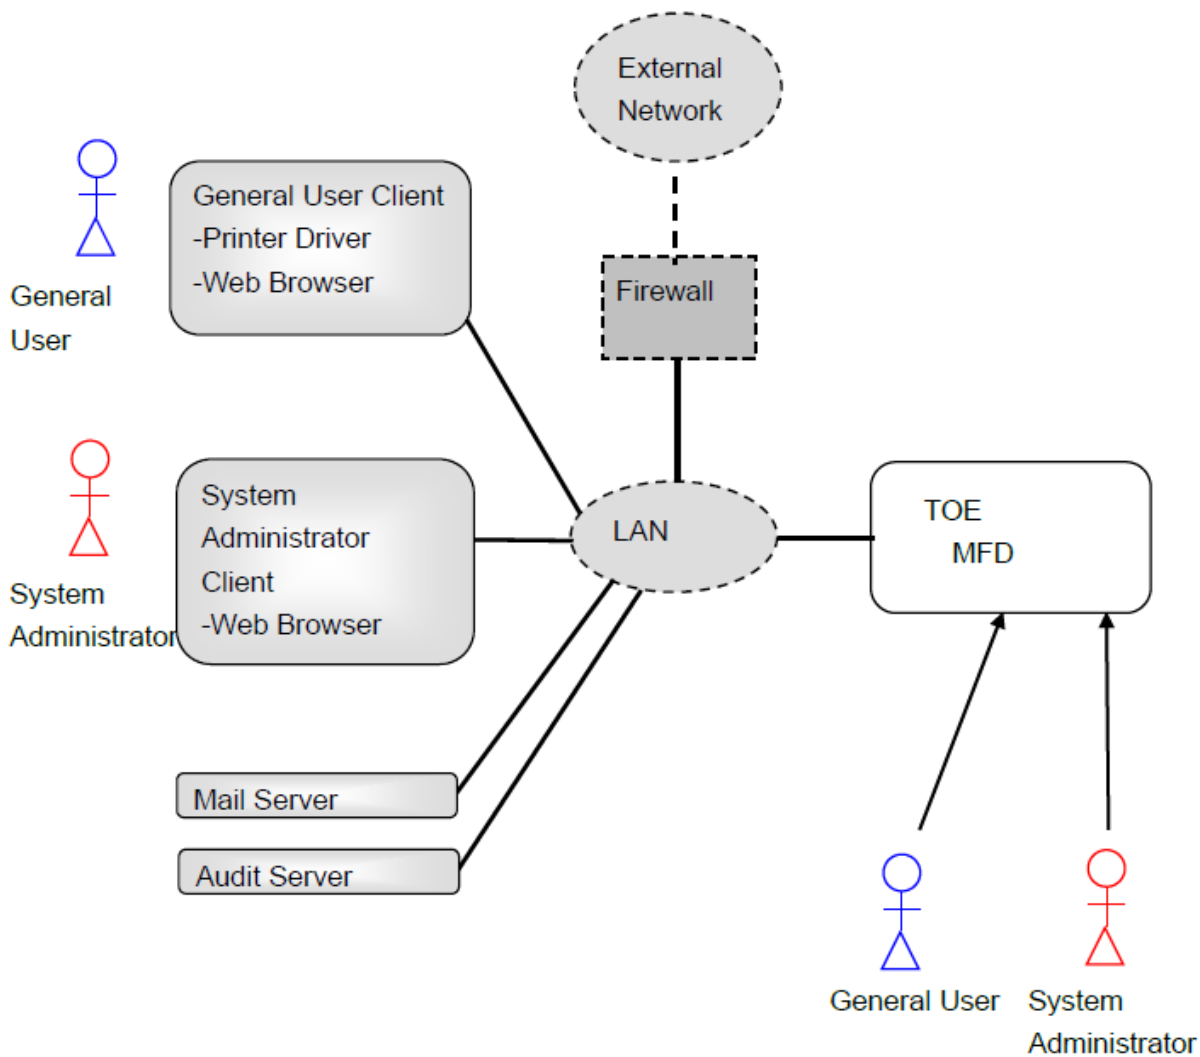 External
Network
General User Client
-Printer Driver
-Web Browser
General
User
Firewall
System
Administrator
Client
-Web Browser
System
Administrator
LAN
TOE
MFD
Mail Server
Audit Server
General User
System
Administrator